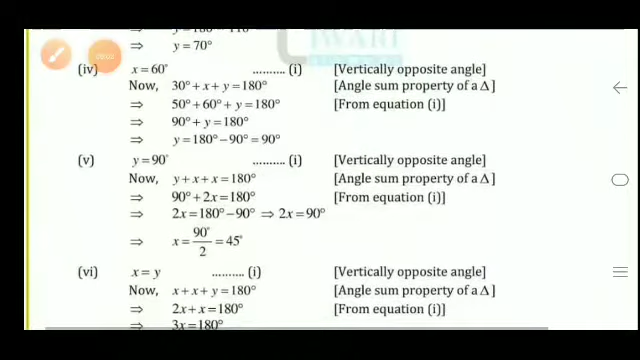 ⇒ y = 180° − 110°
⇒ y = 70°
(iv) x = 60° .......... (i) [Vertically opposite angle]
Now, 30° + x + y = 180° [Angle sum property of a Δ]
⇒ 50° + 60° + y = 180° [From equation (i)]
⇒ 90° + y = 180°
⇒ y = 180° − 90° = 90°
(v) y = 90° .......... (i) [Vertically opposite angle]
Now, y + x + x = 180° [Angle sum property of a Δ]
⇒ 90° + 2x = 180° [From equation (i)]
⇒ 2x = 180° − 90° ⇒ 2x = 90°
⇒ x = 90°/2 = 45°
(vi) x = y .......... (i) [Vertically opposite angle]
Now, x + x + y = 180° [Angle sum property of a Δ]
⇒ 2x + x = 180° [From equation (i)]
⇒ 3x = 180°